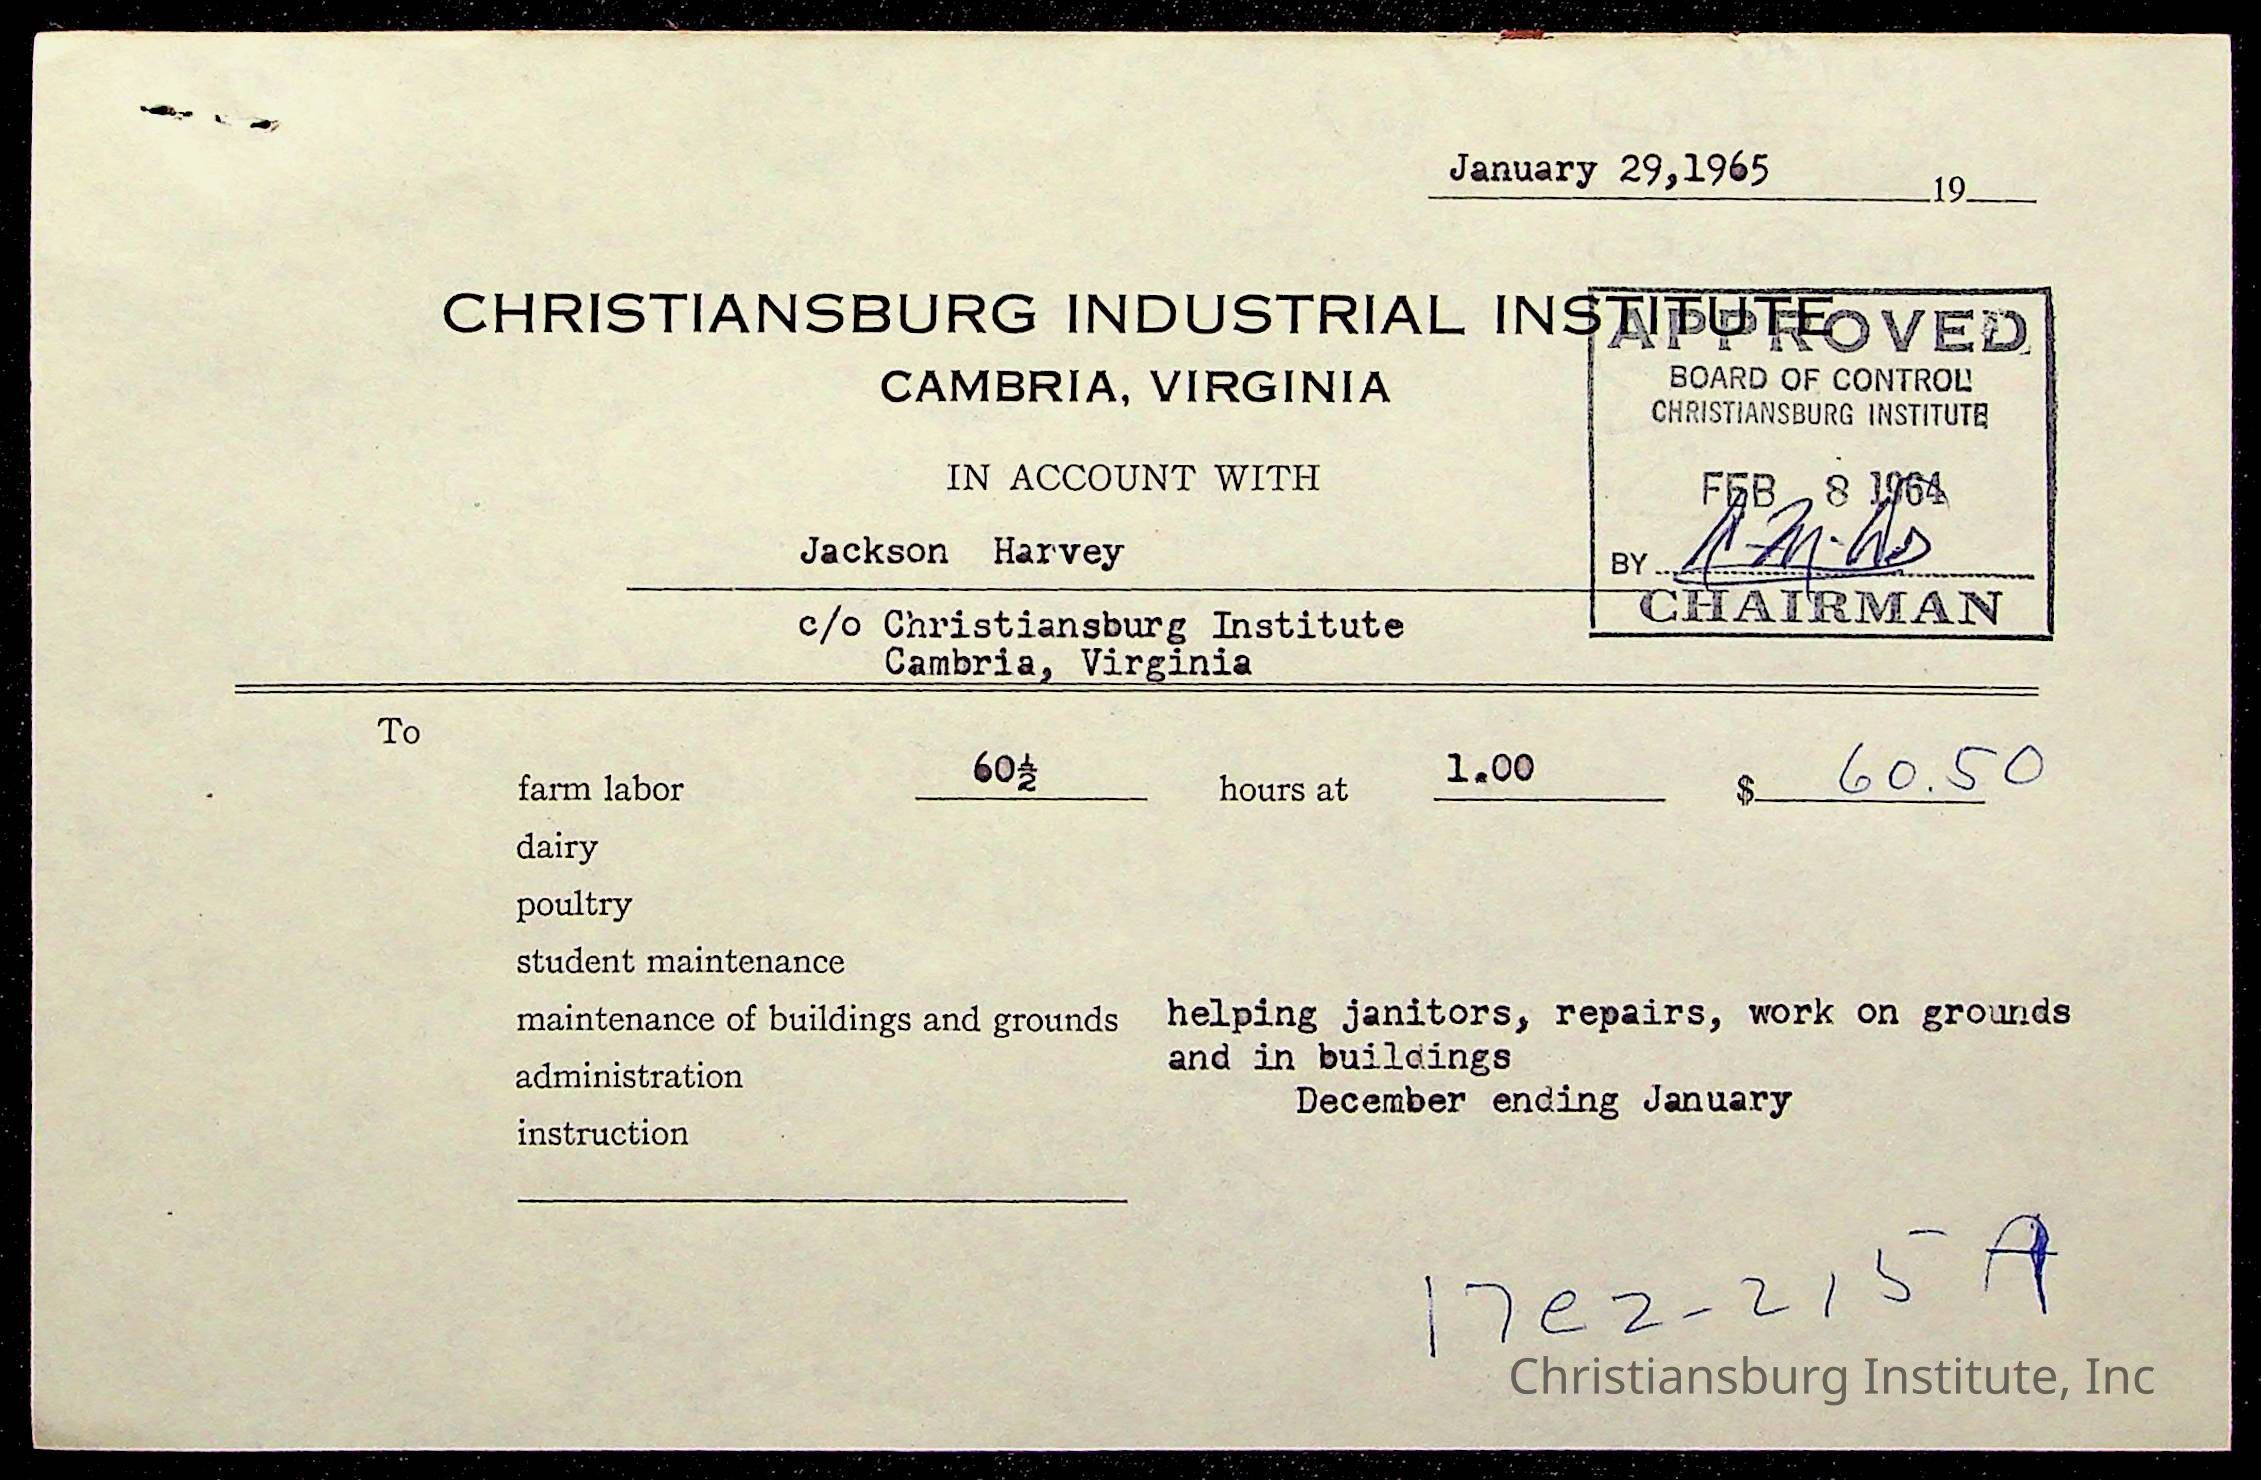 January 29,1965 19
CHRISTIANSBURG INDUSTRIAL INSTITUTE
CAMBRIA, VIRGINIA
IN ACCOUNT WITH
APPROVED
BOARD OF CONTROL
CHRISTIANSBURG INSTITUTE
FEB 8 1964
BY
CHAIRMAN
Jackson Harvey
c/o Christiansburg Institute
Cambria, Virginia
To
farm labor 60½ hours at 1.00 $ 60.50
dairy
poultry
student maintenance
maintenance of buildings and grounds helping janitors, repairs, work on grounds
and in buildings
administration
December ending January
instruction
17e2-215A
Christiansburg Institute, Inc